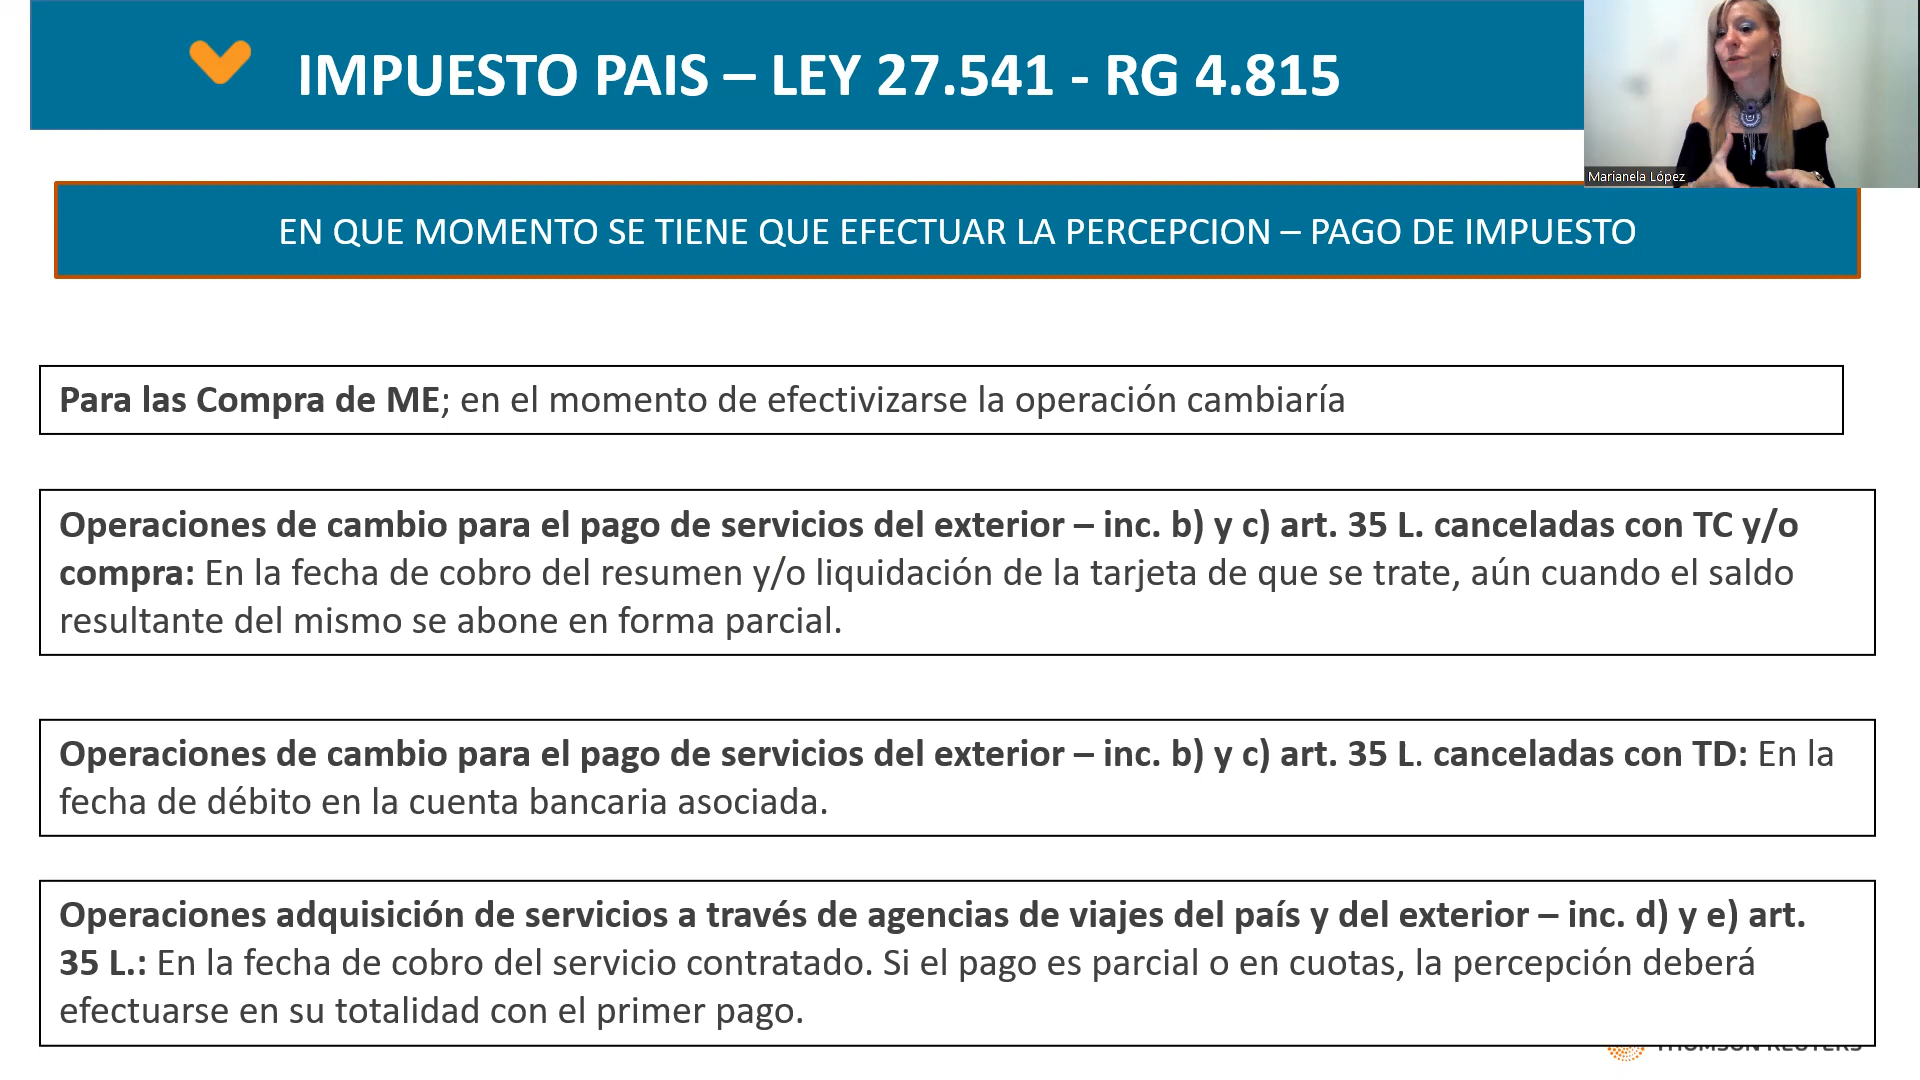 IMPUESTO PAIS – LEY 27.541 - RG 4.815
Marianela López
EN QUE MOMENTO SE TIENE QUE EFECTUAR LA PERCEPCION – PAGO DE IMPUESTO
Para las Compra de ME; en el momento de efectivizarse la operación cambiaría
Operaciones de cambio para el pago de servicios del exterior – inc. b) y c) art. 35 L. canceladas con TC y/o
compra: En la fecha de cobro del resumen y/o liquidación de la tarjeta de que se trate, aún cuando el saldo
resultante del mismo se abone en forma parcial.
Operaciones de cambio para el pago de servicios del exterior – inc. b) y c) art. 35 L. canceladas con TD: En la
fecha de débito en la cuenta bancaria asociada.
Operaciones adquisición de servicios a través de agencias de viajes del país y del exterior – inc. d) y e) art.
35 L.: En la fecha de cobro del servicio contratado. Si el pago es parcial o en cuotas, la percepción deberá
efectuarse en su totalidad con el primer pago.
THOMSON REUTERS